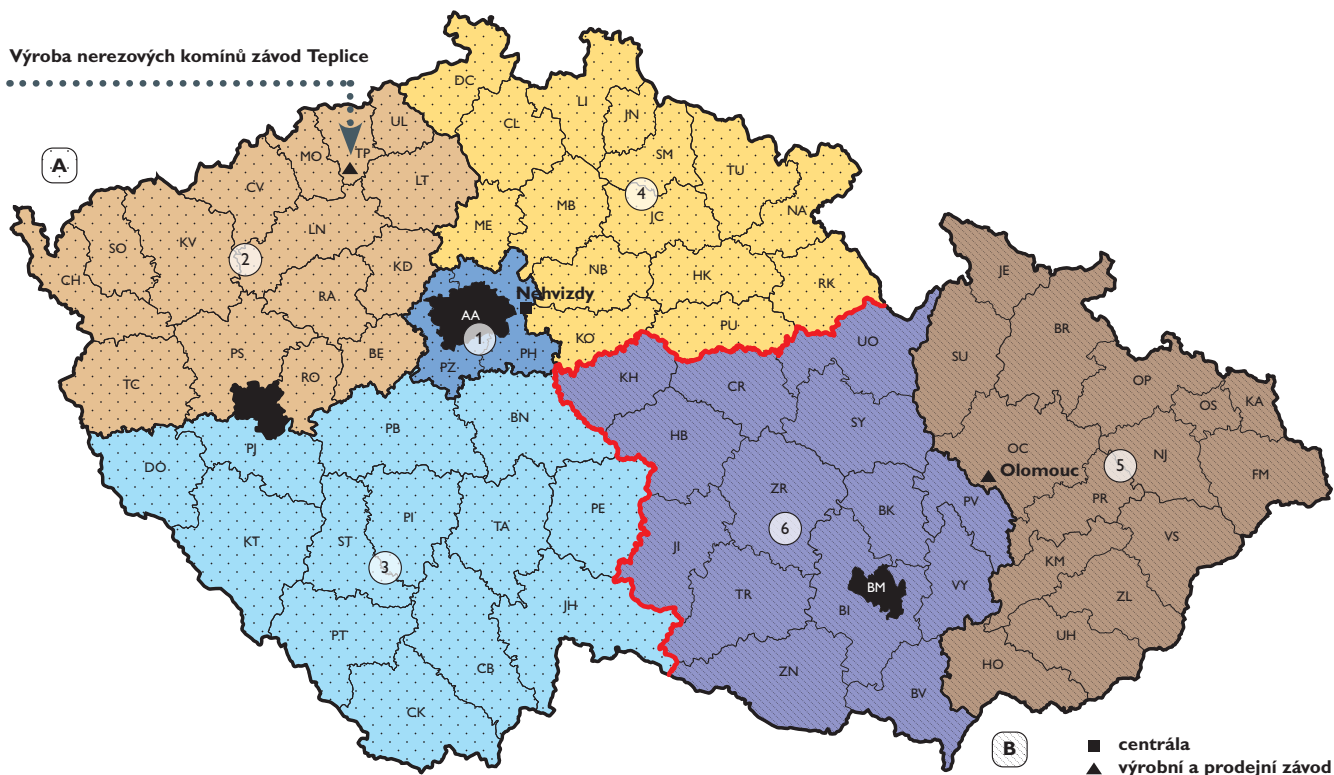 Výroba nerezových komínů závod Teplice
A
DC
LI
JN
UL
CL
TP
MO
SM
TU
CV
LT
4
MB
NA
JC
ME
LN
SO
KV
2
KD
CH
NB
HK
RK
JE
RA
Nehvizdy
AA
PU
BR
KO
1
UO
PS
BE
PH
SU
PZ
RO
OP
KH
CR
TC
OS
KA
BN
PB
SY
HB
PJ
OC
NJ
DO
5
Olomouc
FM
ZR
PV
PR
PE
BK
PI
TA
6
VS
KT
ST
JI
KM
3
BM
VY
TR
ZL
JH
BI
PT
UH
HO
CB
ZN
BV
CK
B
centrála
výrobní a prodejní závod